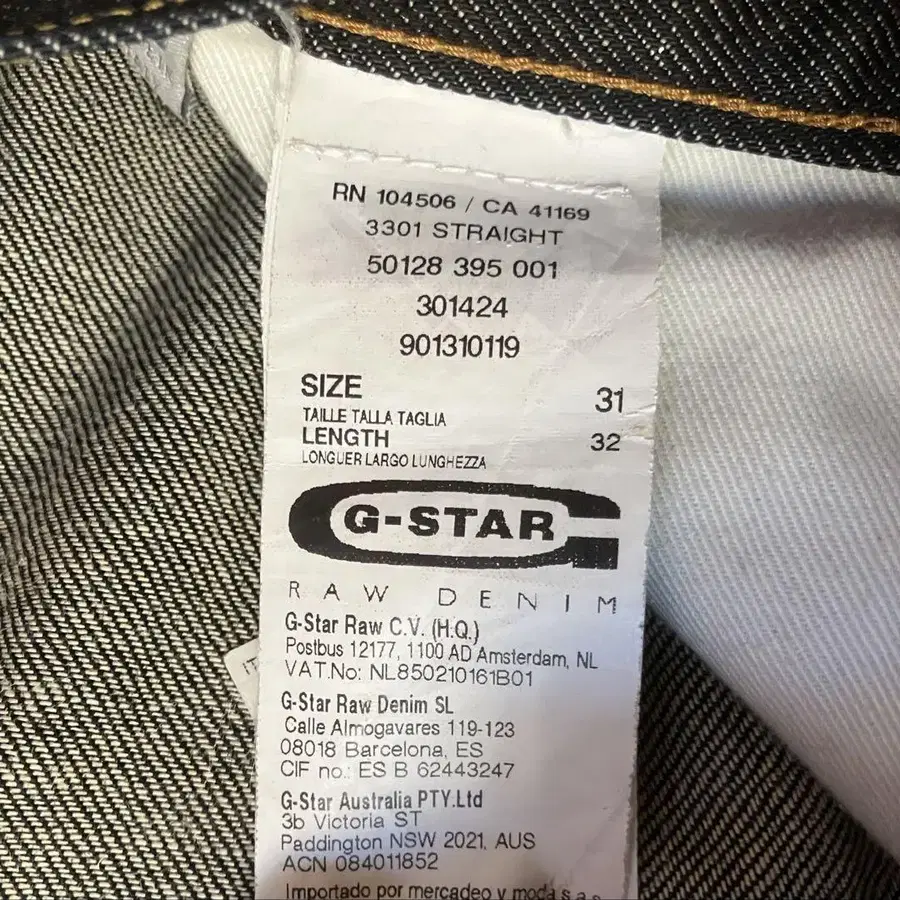 RN 104506 / CA 41169
3301 STRAIGHT
50128 395 001
301424
901310119
SIZE 31
TAILLE TALLA TAGLIA
LENGTH 32
LONGUER LARGO LUNGHEZZA
G-STAR
RAW DENIM
G-Star Raw C.V. (H.Q.)
Postbus 12177, 1100 AD Amsterdam, NL
VAT.No: NL850210161B01
G-Star Raw Denim SL
Calle Almogavares 119-123
08018 Barcelona, ES
CIF no.: ES B 62443247
G-Star Australia PTY.Ltd
3b Victoria ST
Paddington NSW 2021, AUS
ACN 084011852
Importado por mercadeo y moda s.a.